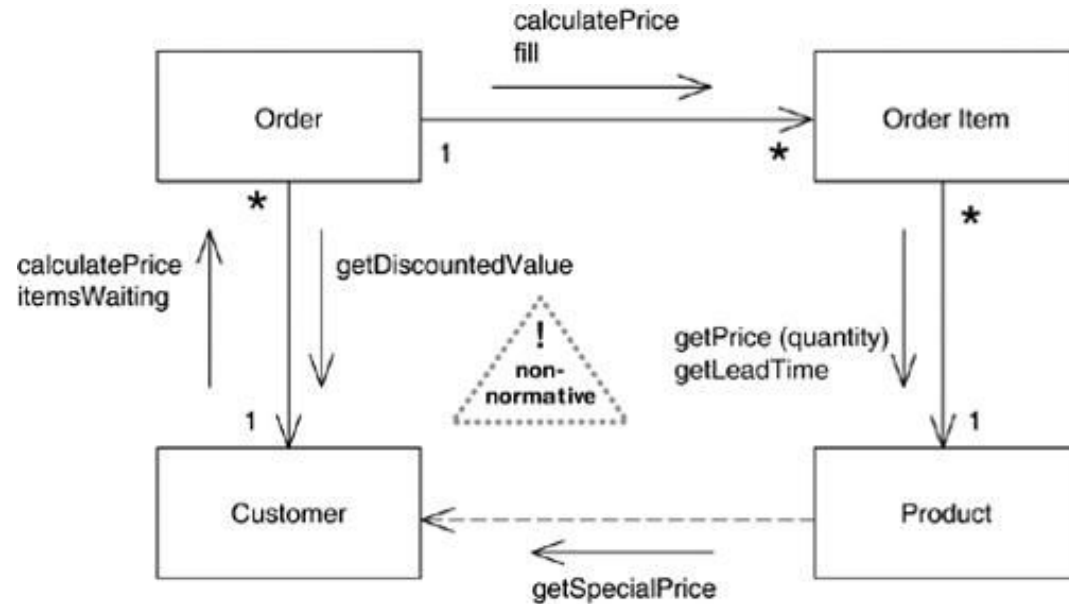 calculatePrice
fill
Order
Order Item
1
*
*
*
calculatePrice
itemsWaiting
getDiscountedValue
!
non-
normative
getPrice (quantity)
getLeadTime
1
1
Customer
Product
getSpecialPrice